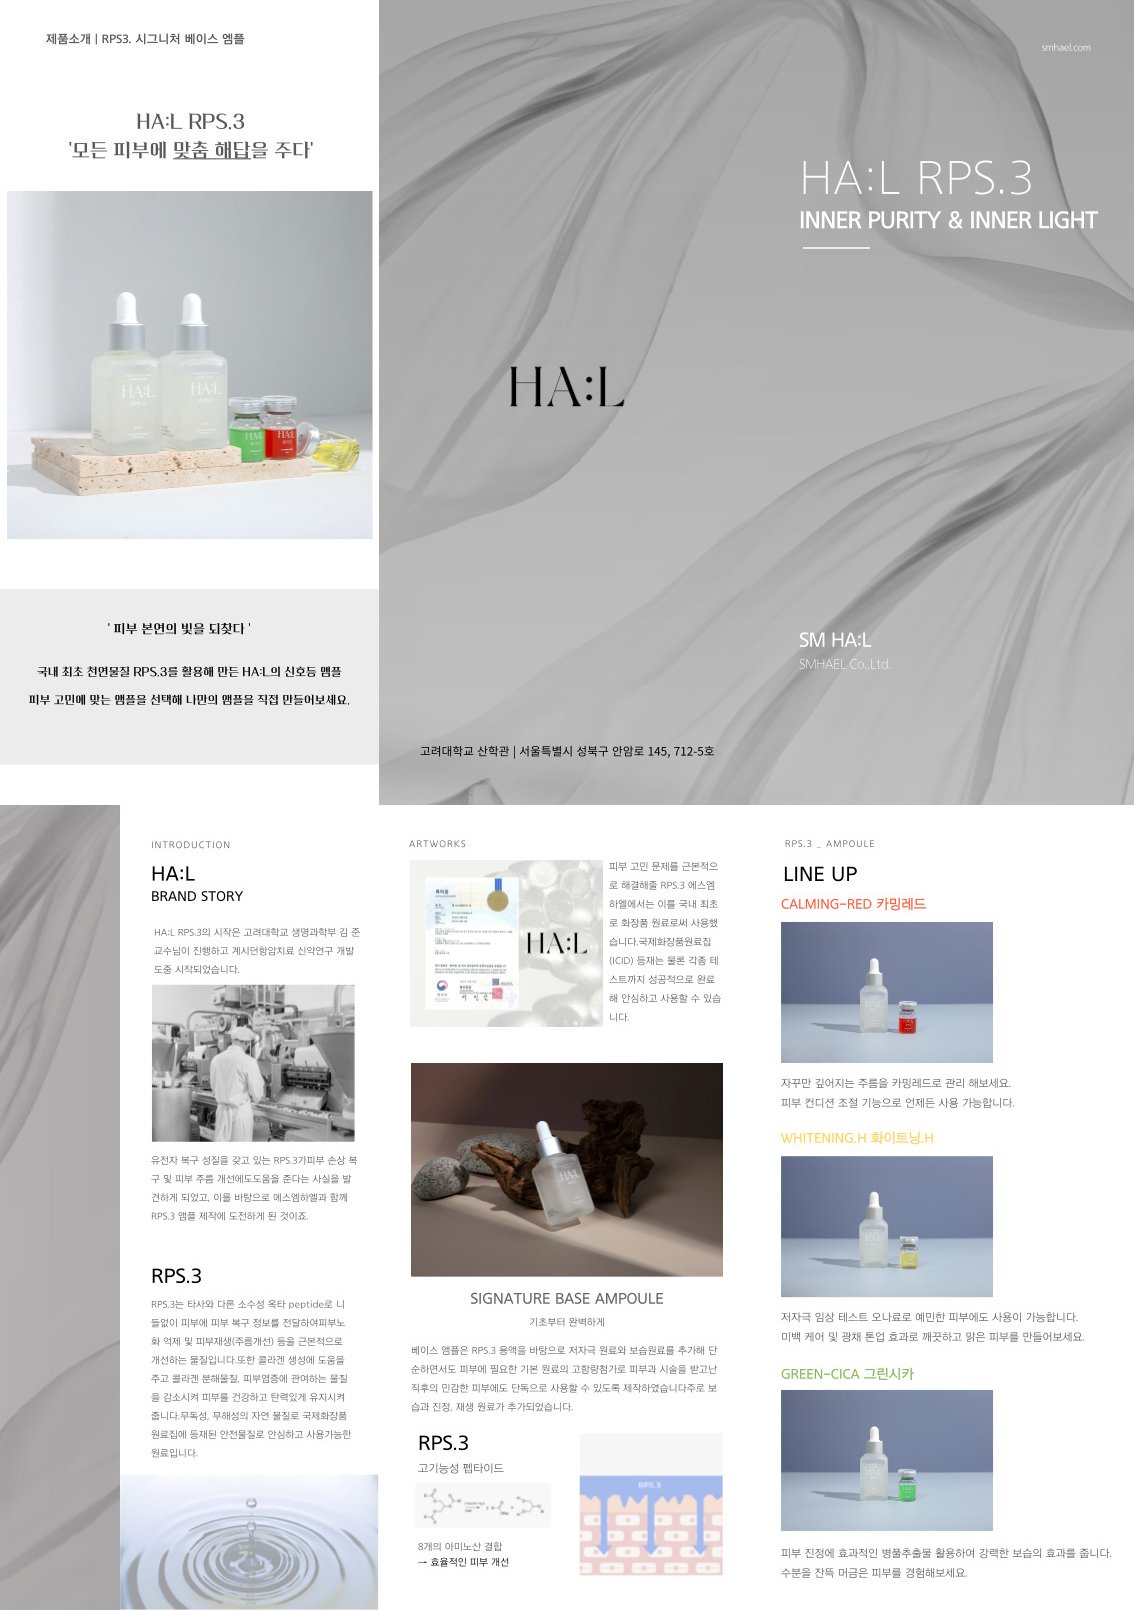 제품소개 | RPS3. 시그니처 베이스 엠플
HA:L RPS.3
'모든 피부에 맞춤 해답을 주다'
' 피부 본연의 빛을 되찾다 '
국내 최초 천연물질 RPS.3를 활용해 만든 HA:L의 신호등 앰플
피부 고민에 맞는 앰플을 선택해 나만의 앰플을 직접 만들어보세요.
HA:L
고려대학교 산학관 | 서울특별시 성북구 안암로 145, 712-5호
smhael.com
HA:L RPS.3
INNER PURITY & INNER LIGHT
SM HA:L
SMHAEL Co.,Ltd.
INTRODUCTION
HA:L
BRAND STORY
HA:L RPS.3의 시작은 고려대학교 생명과학부 김 준
교수님이 진행하고 계시던항암치료 신약연구 개발
도중 시작되었습니다.
유전자 복구 성질을 갖고 있는 RPS.3가피부 손상 복
구 및 피부 주름 개선에도도움을 준다는 사실을 발
견하게 되었고, 이를 바탕으로 에스엠하엘과 함께
RPS.3 앰플 제작에 도전하게 된 것이죠.
RPS.3
RPS.3는 타사와 다른 소수성 옥타 peptide로 니
들없이 피부에 피부 복구 정보를 전달하여피부노
화 억제 및 피부재생(주름개선) 등을 근본적으로
개선하는 물질입니다.또한 콜라겐 생성에 도움을
주고 콜라겐 분해물질, 피부염증에 관여하는 물질
을 감소시켜 피부를 건강하고 탄력있게 유지시켜
줍니다.무독성, 무해성의 자연 물질로 국제화장품
원료집에 등재된 안전물질로 안심하고 사용가능한
원료입니다.
ARTWORKS
HA:L
피부 고민 문제를 근본적으
로 해결해줄 RPS.3 에스엠
하엘에서는 이를 국내 최초
로 화장품 원료로써 사용했
습니다.국제화장품원료집
(ICID) 등재는 물론 각종 테
스트까지 성공적으로 완료
해 안심하고 사용할 수 있습
니다.
SIGNATURE BASE AMPOULE
기초부터 완벽하게
베이스 앰플은 RPS.3 용액을 바탕으로 저자극 원료와 보습원료를 추가해 단
순하면서도 피부에 필요한 기본 원료의 고함량첨가로 피부과 시술을 받고난
직후의 민감한 피부에도 단독으로 사용할 수 있도록 제작하였습니다주로 보
습과 진정, 재생 원료가 추가되었습니다.
RPS.3
고기능성 펩타이드
8개의 아미노산 결합
→ 효율적인 피부 개선
RPS.3
RPS.3 _ AMPOULE
LINE UP
CALMING-RED 카밍레드
자꾸만 깊어지는 주름을 카밍레드로 관리 해보세요.
피부 컨디션 조절 기능으로 언제든 사용 가능합니다.
WHITENING.H 화이트닝.H
저자극 임상 테스트 오나료로 예민한 피부에도 사용이 가능합니다.
미백 케어 및 광채 톤업 효과로 깨끗하고 맑은 피부를 만들어보세요.
GREEN-CICA 그린시카
피부 진정에 효과적인 병풀추출물 활용하여 강력한 보습의 효과를 줍니다.
수분을 잔뜩 머금은 피부를 경험해보세요.